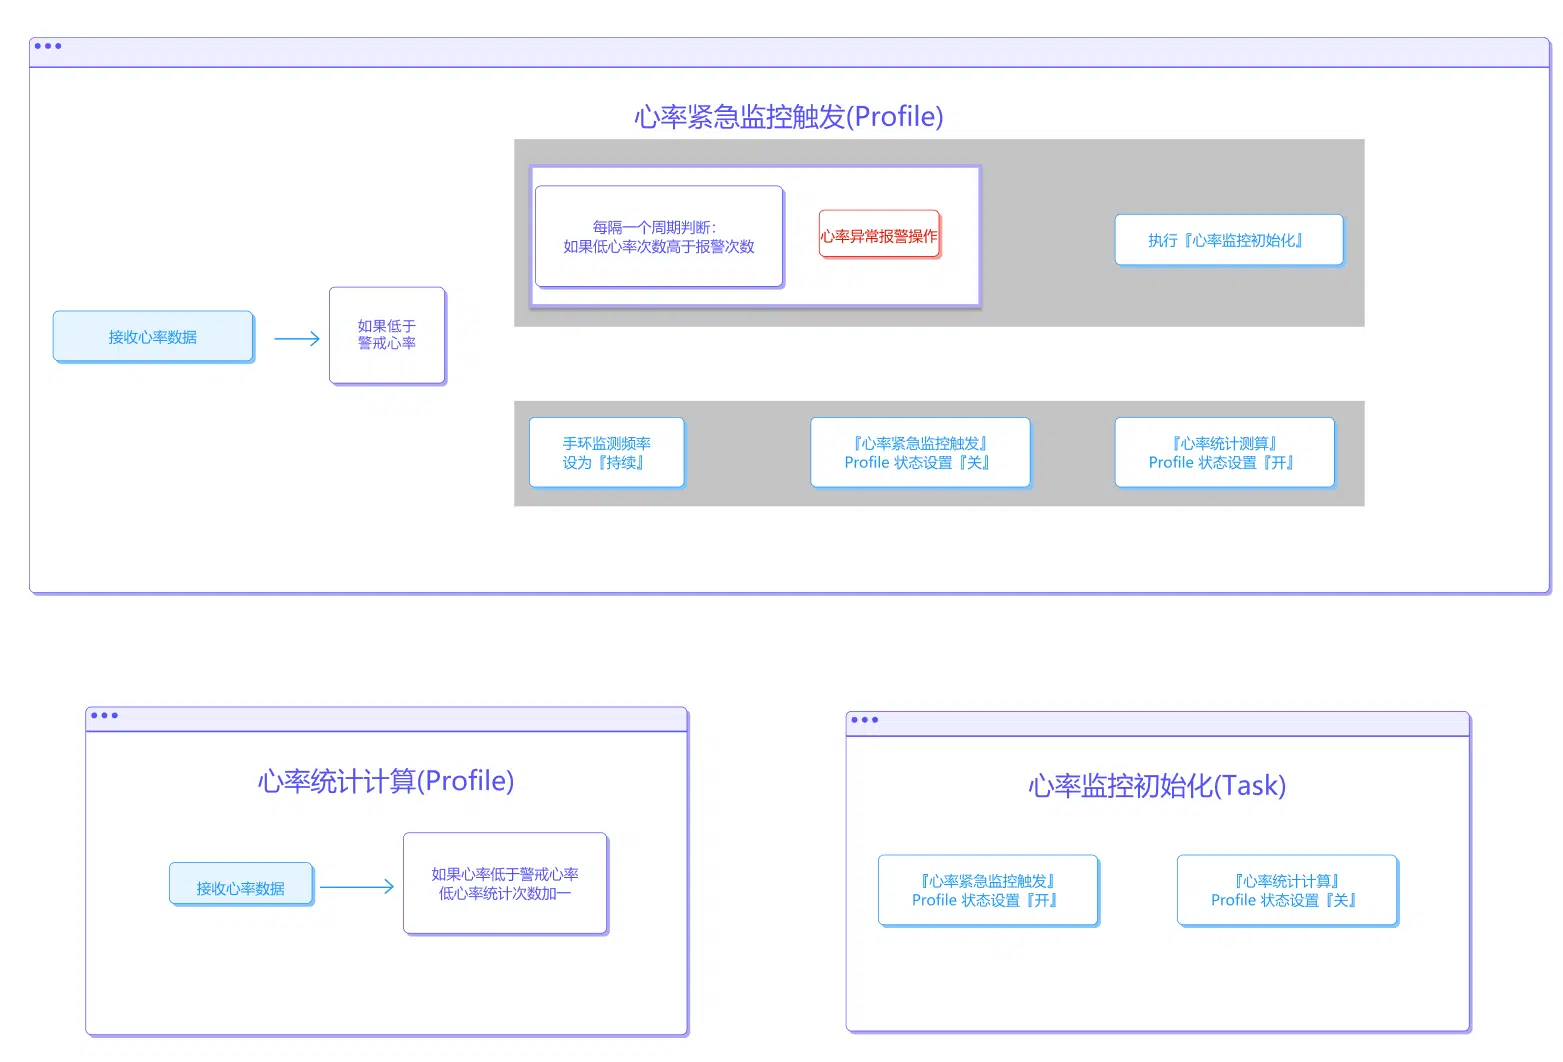 心率紧急监控触发(Profile)
每隔一个周期判断：
如果低心率次数高于报警次数
心率异常报警操作
执行『心率监控初始化』
接收心率数据
如果低于
警戒心率
手环监测频率
设为『持续』
『心率紧急监控触发』
Profile 状态设置『关』
『心率统计测算』
Profile 状态设置『开』
心率统计计算(Profile)
接收心率数据
如果心率低于警戒心率
低心率统计次数加一
心率监控初始化(Task)
『心率紧急监控触发』
Profile 状态设置『开』
『心率统计计算』
Profile 状态设置『关』